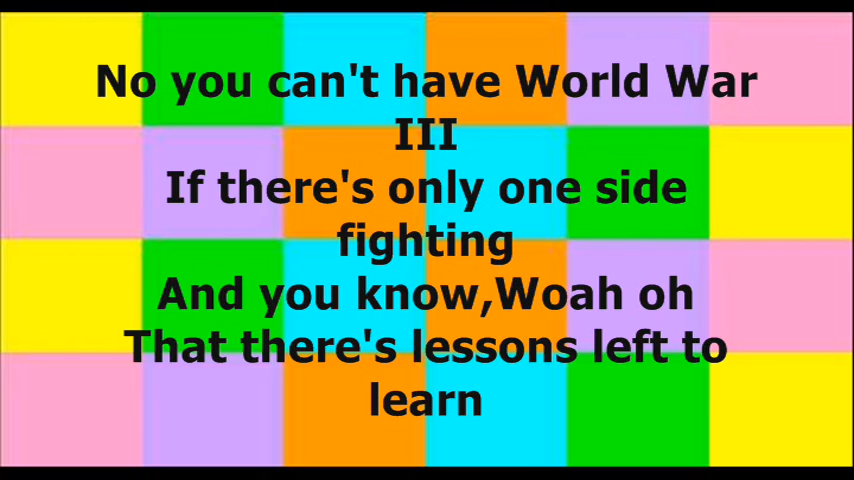 No you can't have World War
III
If there's only one side
fighting
And you know,Woah oh
That there's lessons left to
learn